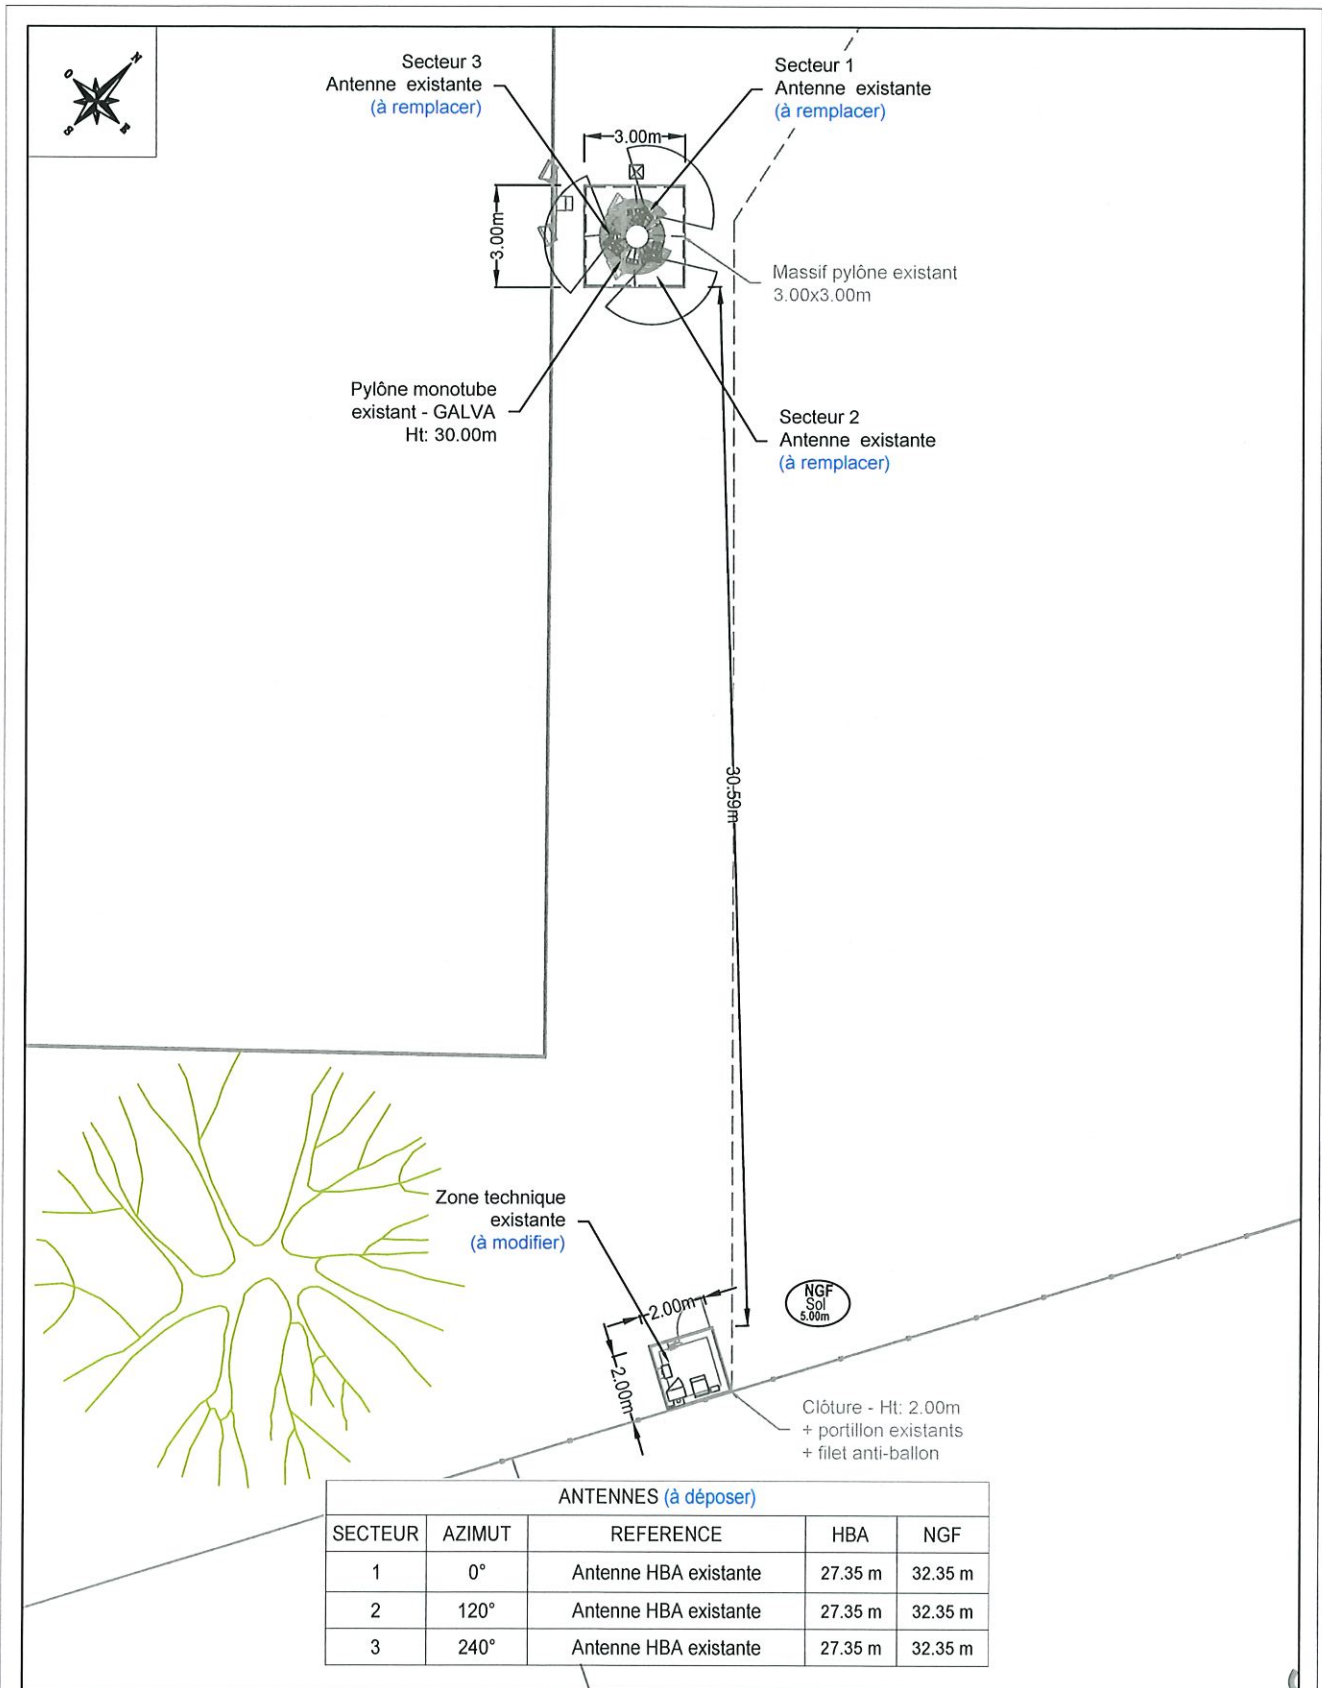 N
O
S
E
Secteur 3
Antenne existante
(à remplacer)
Secteur 1
Antenne existante
(à remplacer)
3.00m
3.00m
Massif pylône existant
3.00x3.00m
Pylône monotube
existant - GALVA
Ht: 30.00m
Secteur 2
Antenne existante
(à remplacer)
30.59m
Zone technique
existante
(à modifier)
2.00m
2.00m
NGF
Sol
5.00m
Clôture - Ht: 2.00m
+ portillon existants
+ filet anti-ballon
ANTENNES (à déposer)
SECTEUR AZIMUT REFERENCE HBA NGF
1 0° Antenne HBA existante 27.35 m 32.35 m
2 120° Antenne HBA existante 27.35 m 32.35 m
3 240° Antenne HBA existante 27.35 m 32.35 m